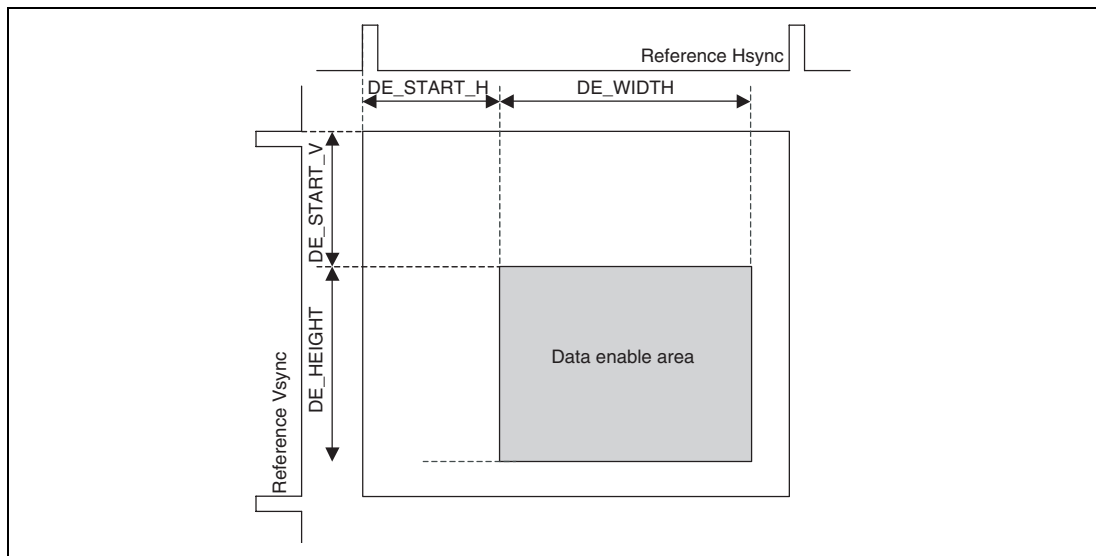 Reference Hsync
DE_START_H
DE_WIDTH
DE_START_V
DE_HEIGHT
Reference Vsync
Data enable area